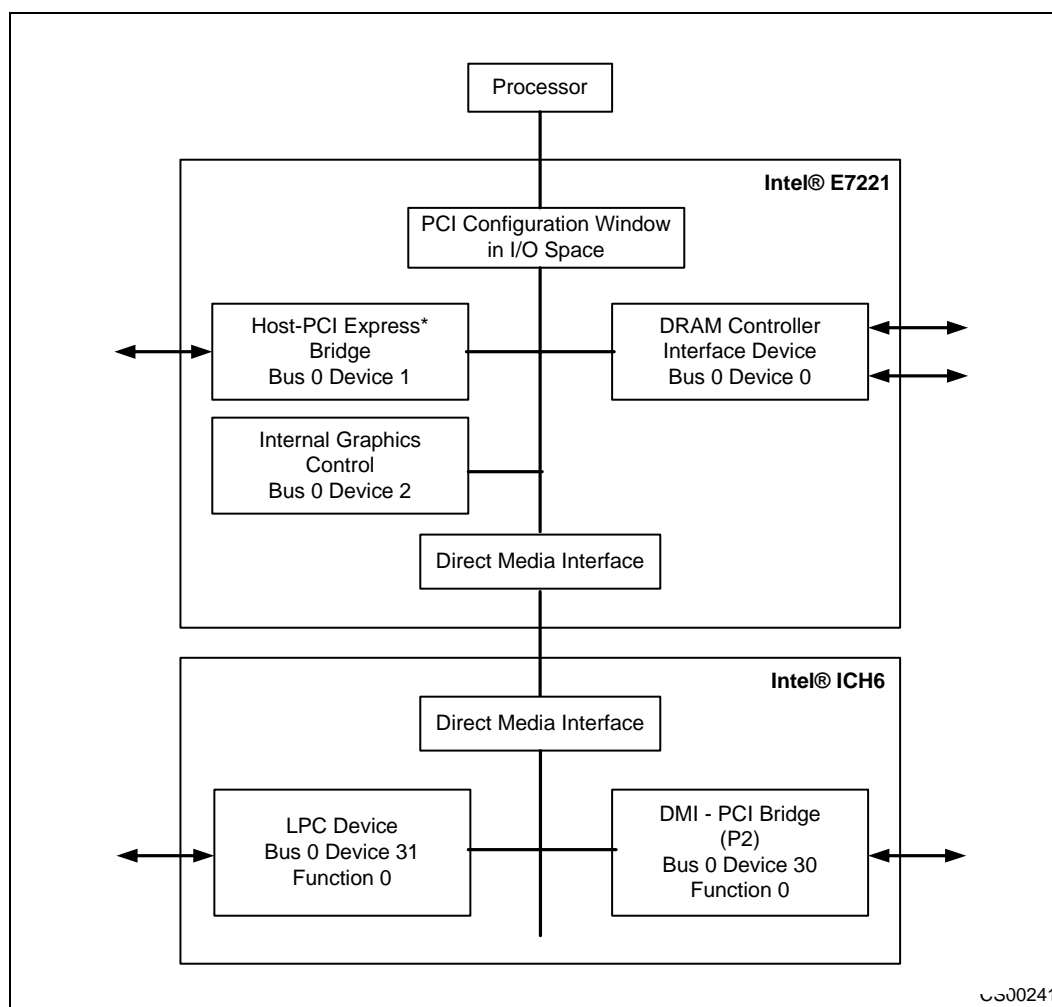 Processor
Intel® E7221
PCI Configuration Window
in I/O Space
Host-PCI Express*
Bridge
Bus 0 Device 1
DRAM Controller
Interface Device
Bus 0 Device 0
Internal Graphics
Control
Bus 0 Device 2
Direct Media Interface
Intel® ICH6
Direct Media Interface
LPC Device
Bus 0 Device 31
Function 0
DMI - PCI Bridge
(P2)
Bus 0 Device 30
Function 0